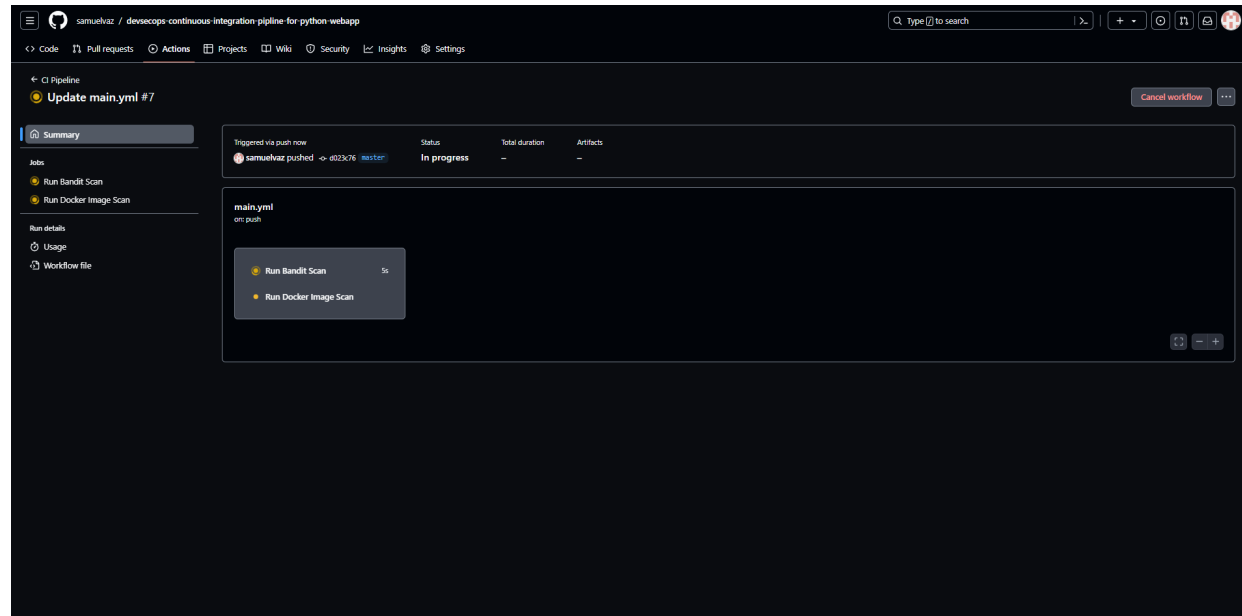 samuelvaz / devsecops-continuous-integration-pipline-for-python-webapp
Type / to search
Code Pull requests Actions Projects Wiki Security Insights Settings
CI Pipeline
Update main.yml #7
Cancel workflow
Summary
Jobs
Run Bandit Scan
Run Docker Image Scan
Run details
Usage
Workflow file
Triggered via push now Status Total duration Artifacts
samuelvaz pushed d023c76 master In progress – –
main.yml
on: push
Run Bandit Scan 5s
Run Docker Image Scan